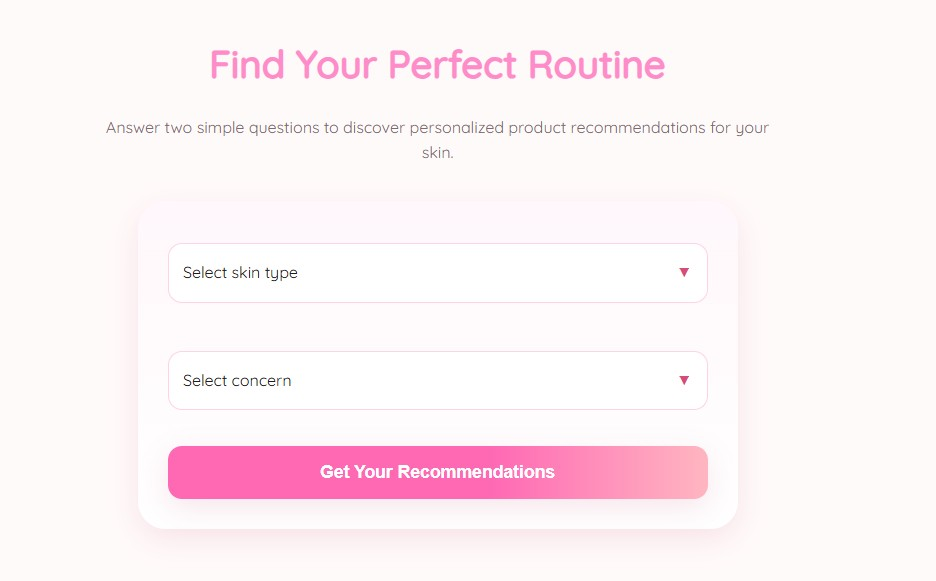 Find Your Perfect Routine
Answer two simple questions to discover personalized product recommendations for your
skin.
Select skin type
Select concern
Get Your Recommendations